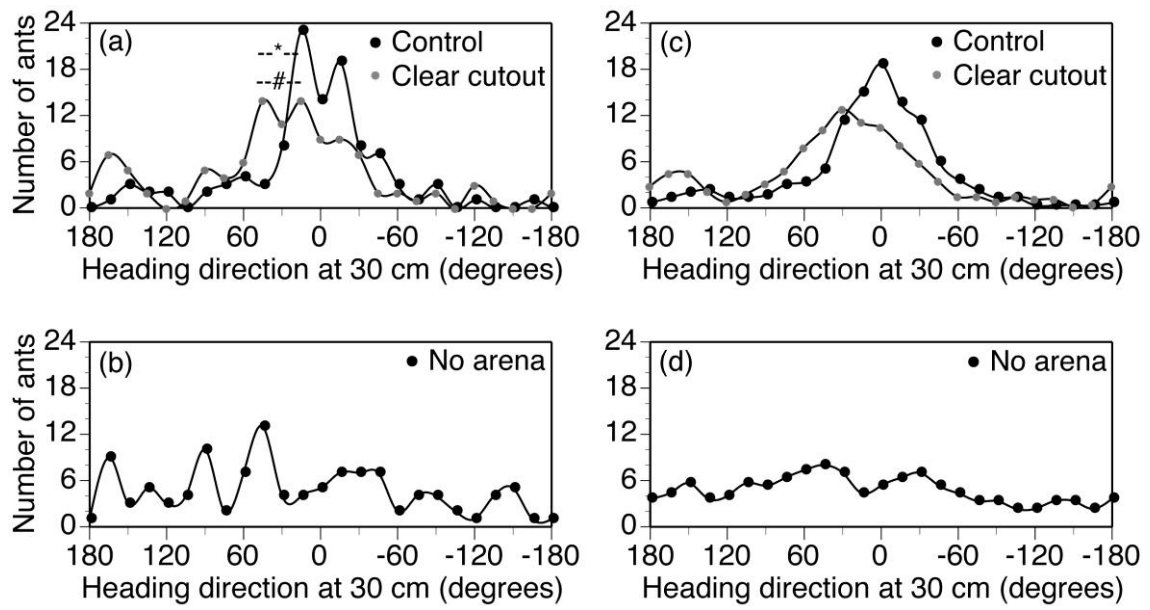 Number of ants
24
18
12
6
0
(a)
--*--
--#--
Control
Clear cutout
180 120 60 0 -60 -120 -180
Heading direction at 30 cm (degrees)
24
18
12
6
0
(c)
Control
Clear cutout
180 120 60 0 -60 -120 -180
Heading direction at 30 cm (degrees)
Number of ants
24
18
12
6
0
(b)
No arena
180 120 60 0 -60 -120 -180
Heading direction at 30 cm (degrees)
24
18
12
6
0
(d)
No arena
180 120 60 0 -60 -120 -180
Heading direction at 30 cm (degrees)